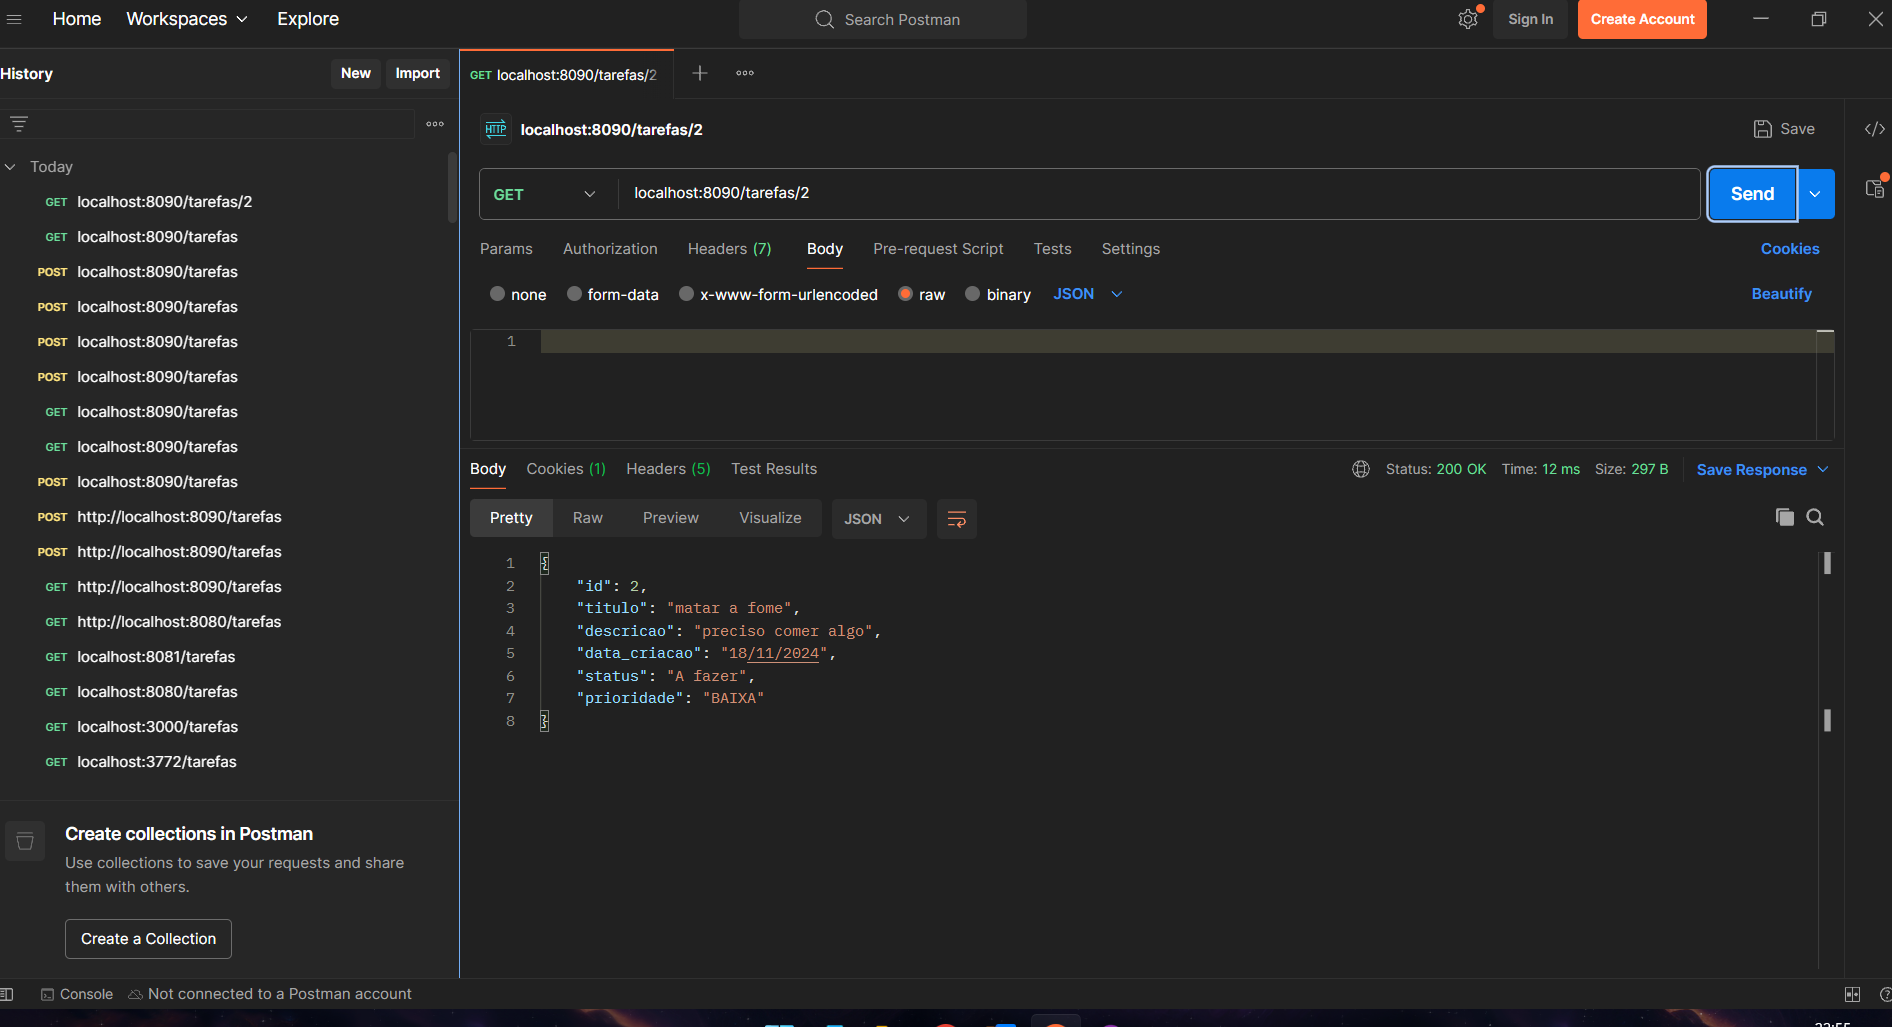 Home Workspaces Explore
Search Postman
Sign In Create Account
History New Import
GET localhost:8090/tarefas/2
HTTP localhost:8090/tarefas/2
Save
Today
GET localhost:8090/tarefas/2
GET localhost:8090/tarefas
POST localhost:8090/tarefas
POST localhost:8090/tarefas
POST localhost:8090/tarefas
POST localhost:8090/tarefas
GET localhost:8090/tarefas
GET localhost:8090/tarefas
POST localhost:8090/tarefas
POST http://localhost:8090/tarefas
POST http://localhost:8090/tarefas
GET http://localhost:8090/tarefas
GET http://localhost:8080/tarefas
GET localhost:8081/tarefas
GET localhost:8080/tarefas
GET localhost:3000/tarefas
GET localhost:3772/tarefas
Create collections in Postman
Use collections to save your requests and share
them with others.
Create a Collection
GET localhost:8090/tarefas/2 Send
Params Authorization Headers (7) Body Pre-request Script Tests Settings Cookies
none form-data x-www-form-urlencoded raw binary JSON Beautify
1
Body Cookies (1) Headers (5) Test Results Status: 200 OK Time: 12 ms Size: 297 B Save Response
Pretty Raw Preview Visualize JSON
1 {
2 "id": 2,
3 "titulo": "matar a fome",
4 "descricao": "preciso comer algo",
5 "data_criacao": "18/11/2024",
6 "status": "A fazer",
7 "prioridade": "BAIXA"
8 }
Console Not connected to a Postman account